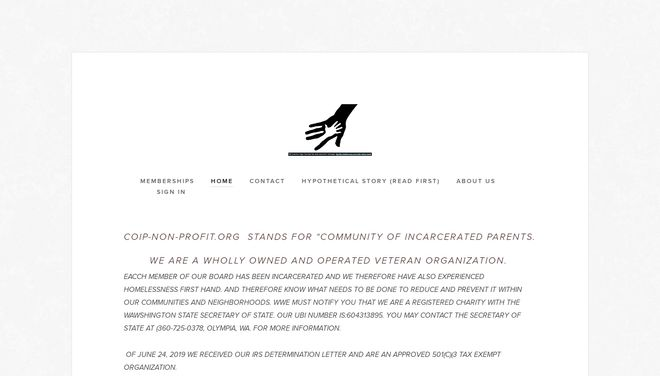 MEMBERSHIPS HOME CONTACT HYPOTHETICAL STORY (READ FIRST) ABOUT US
SIGN IN
COIP-NON-PROFIT.ORG STANDS FOR "COMMUNITY OF INCARCERATED PARENTS.
WE ARE A WHOLLY OWNED AND OPERATED VETERAN ORGANIZATION.
EACCH MEMBER OF OUR BOARD HAS BEEN INCARCERATED AND WE THEREFORE HAVE ALSO EXPERIENCED
HOMELESSNESS FIRST HAND. AND THEREFORE KNOW WHAT NEEDS TO BE DONE TO REDUCE AND PREVENT IT WITHIN
OUR COMMUNITIES AND NEIGHBORHOODS. WWE MUST NOTIFY YOU THAT WE ARE A REGISTERED CHARITY WITH THE
WAWSHINGTON STATE SECRETARY OF STATE. OUR UBI NUMBER IS:604313895. YOU MAY CONTACT THE SECRETARY OF
STATE AT (360-725-0378, OLYMPIA, WA. FOR MORE INFORMATION.
OF JUNE 24, 2019 WE RECEIVED OUR IRS DETERMINATION LETTER AND ARE AN APPROVED 501(C)(3 TAX EXEMPT
ORGANIZATION.